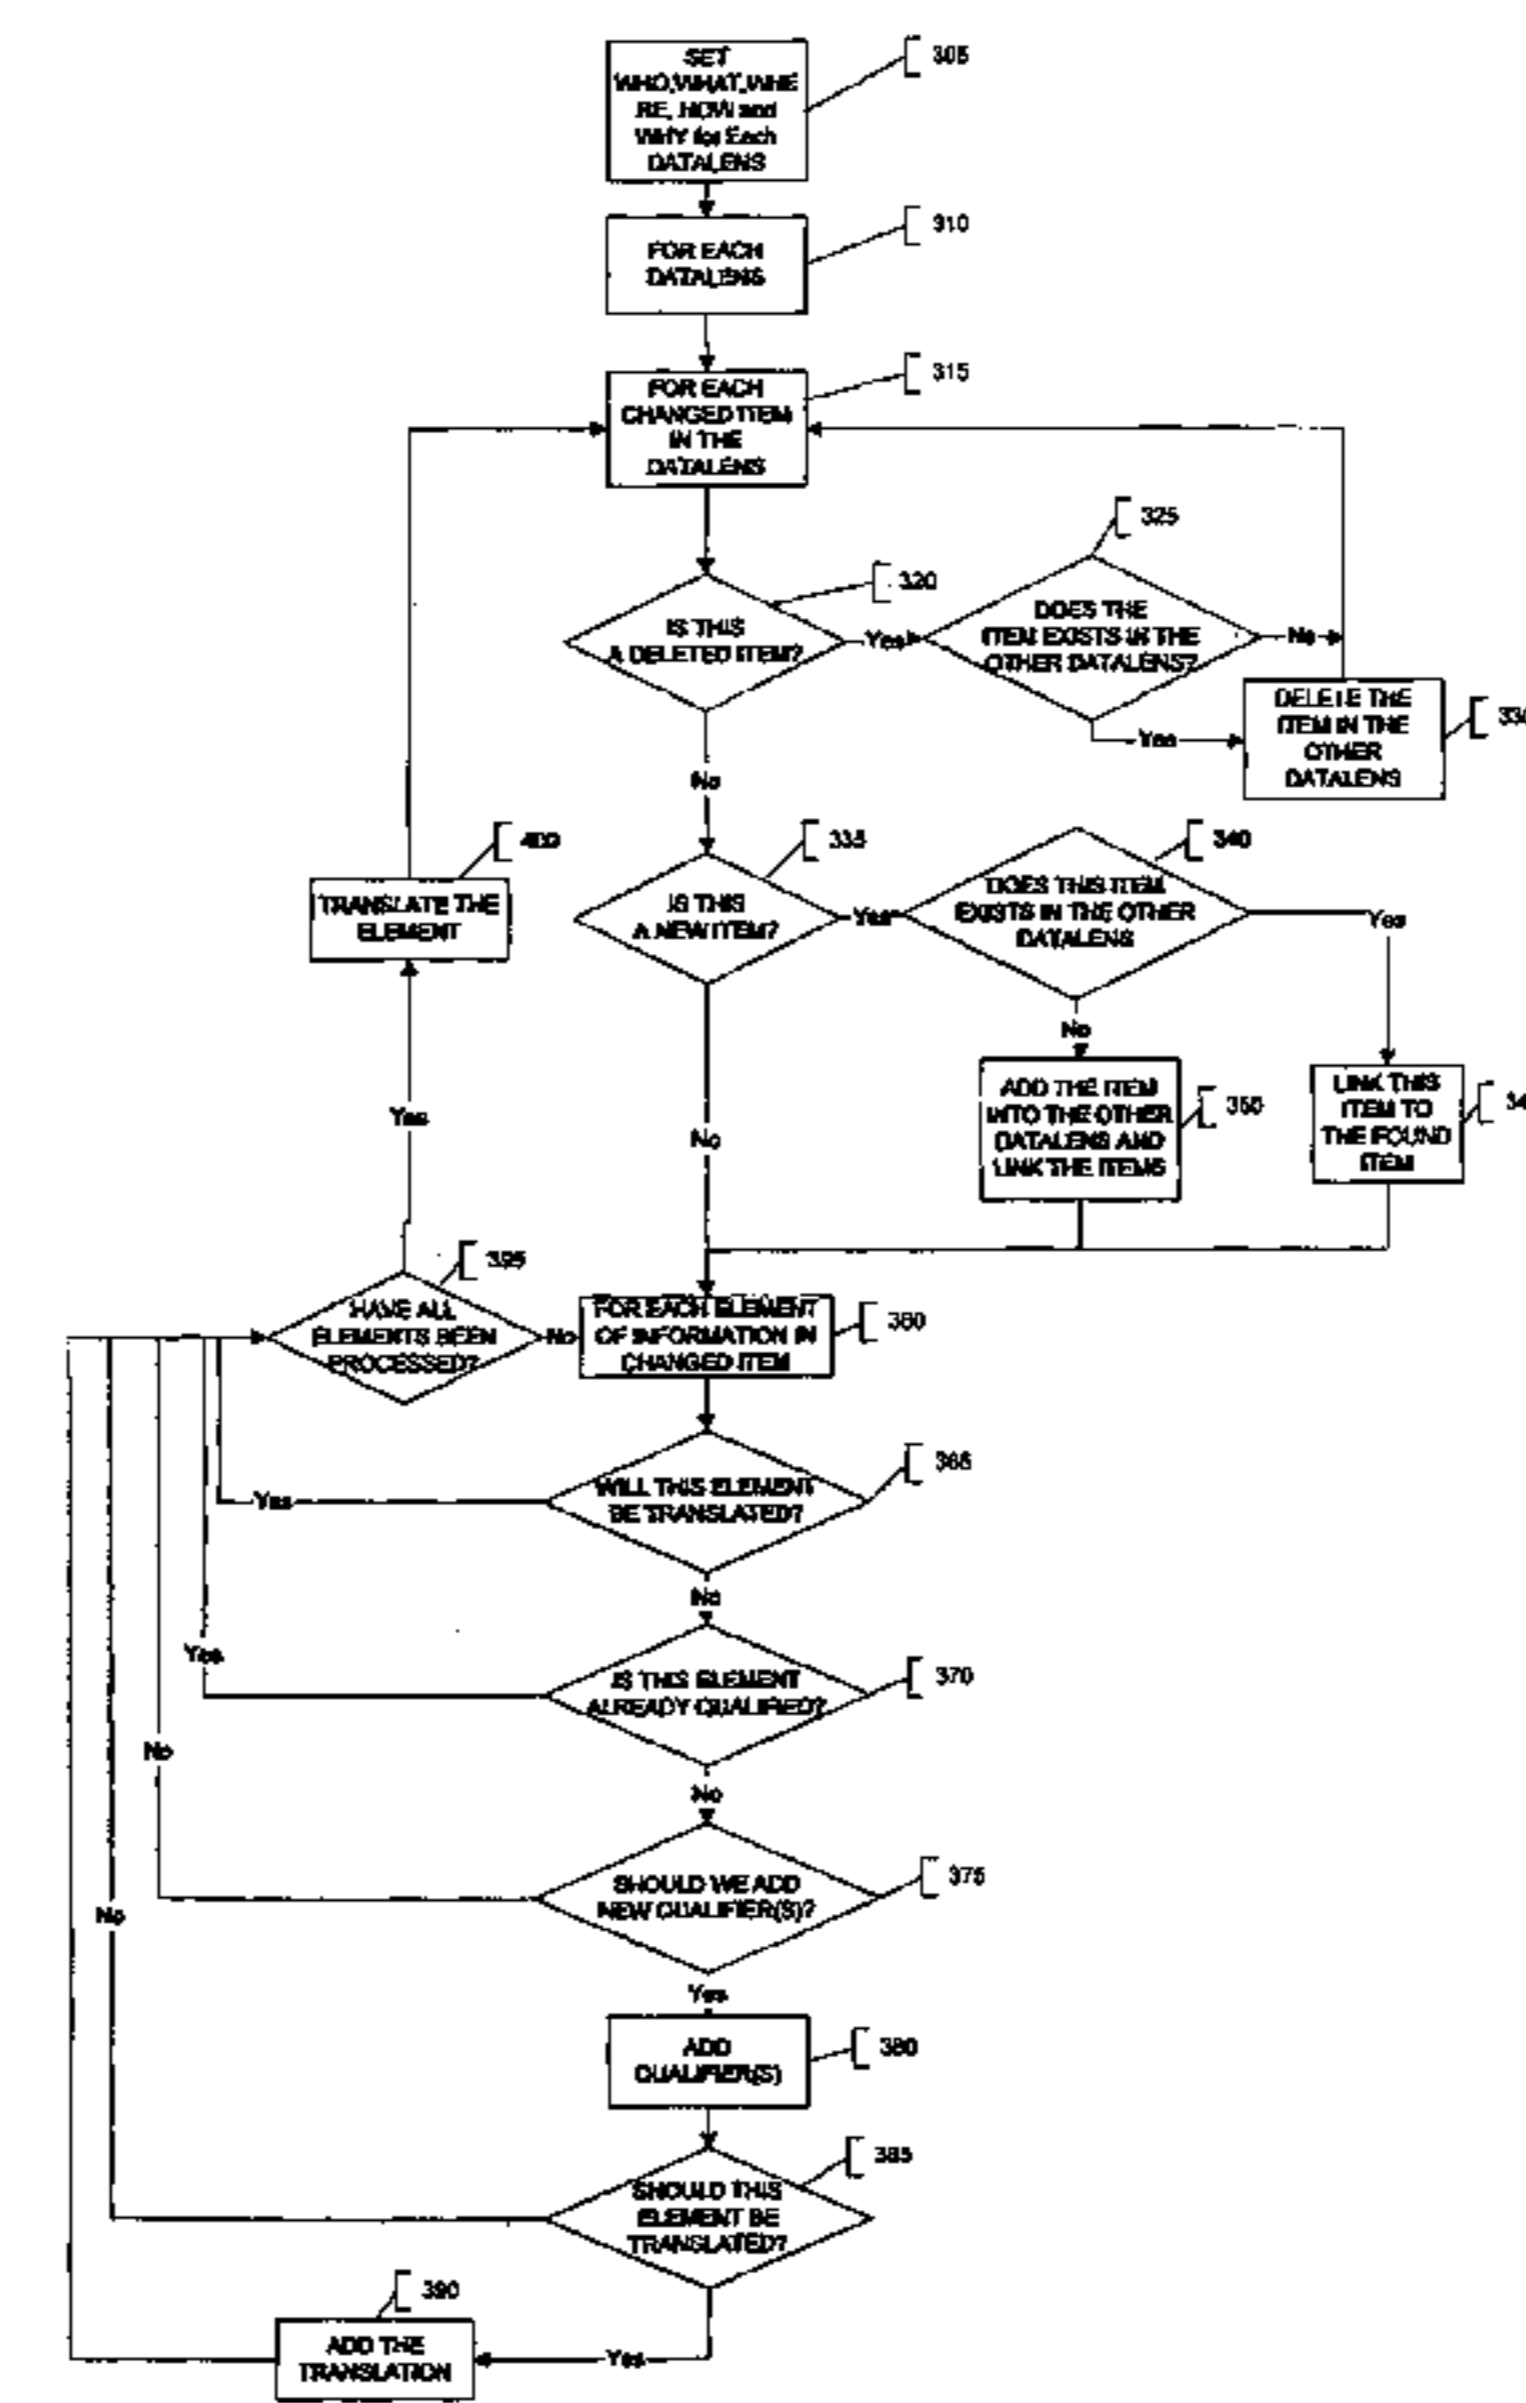 SET
WHO,WHAT,WHE
RE, HOW and
WHY for Each
DATALENS
305
FOR EACH
DATALENS
310
FOR EACH
CHANGED ITEM
IN THE
DATALENS
315
IS THIS
A DELETED ITEM?
320
Yes
DOES THE
ITEM EXISTS IN THE
OTHER DATALENS?
325
No
Yes
DELETE THE
ITEM IN THE
OTHER
DATALENS
No
IS THIS
A NEW ITEM?
335
Yes
DOES THIS ITEM
EXISTS IN THE OTHER
DATALENS
340
Yes
No
TRANSLATE THE
ELEMENT
400
ADD THE ITEM
INTO THE OTHER
DATALENS AND
LINK THE ITEMS
LINK THIS
ITEM TO
THE FOUND
ITEM
Yes
No
HAVE ALL
ELEMENTS BEEN
PROCESSED?
395
No
FOR EACH ELEMENT
OF INFORMATION IN
CHANGED ITEM
WILL THIS ELEMENT
BE TRANSLATED?
365
Yes
No
IS THIS ELEMENT
ALREADY QUALIFIED?
370
Yes
No
SHOULD WE ADD
NEW QUALIFIER(S)?
375
No
Yes
ADD
QUALIFIER(S)
380
SHOULD THIS
ELEMENT BE
TRANSLATED?
385
No
Yes
ADD THE
TRANSLATION
390